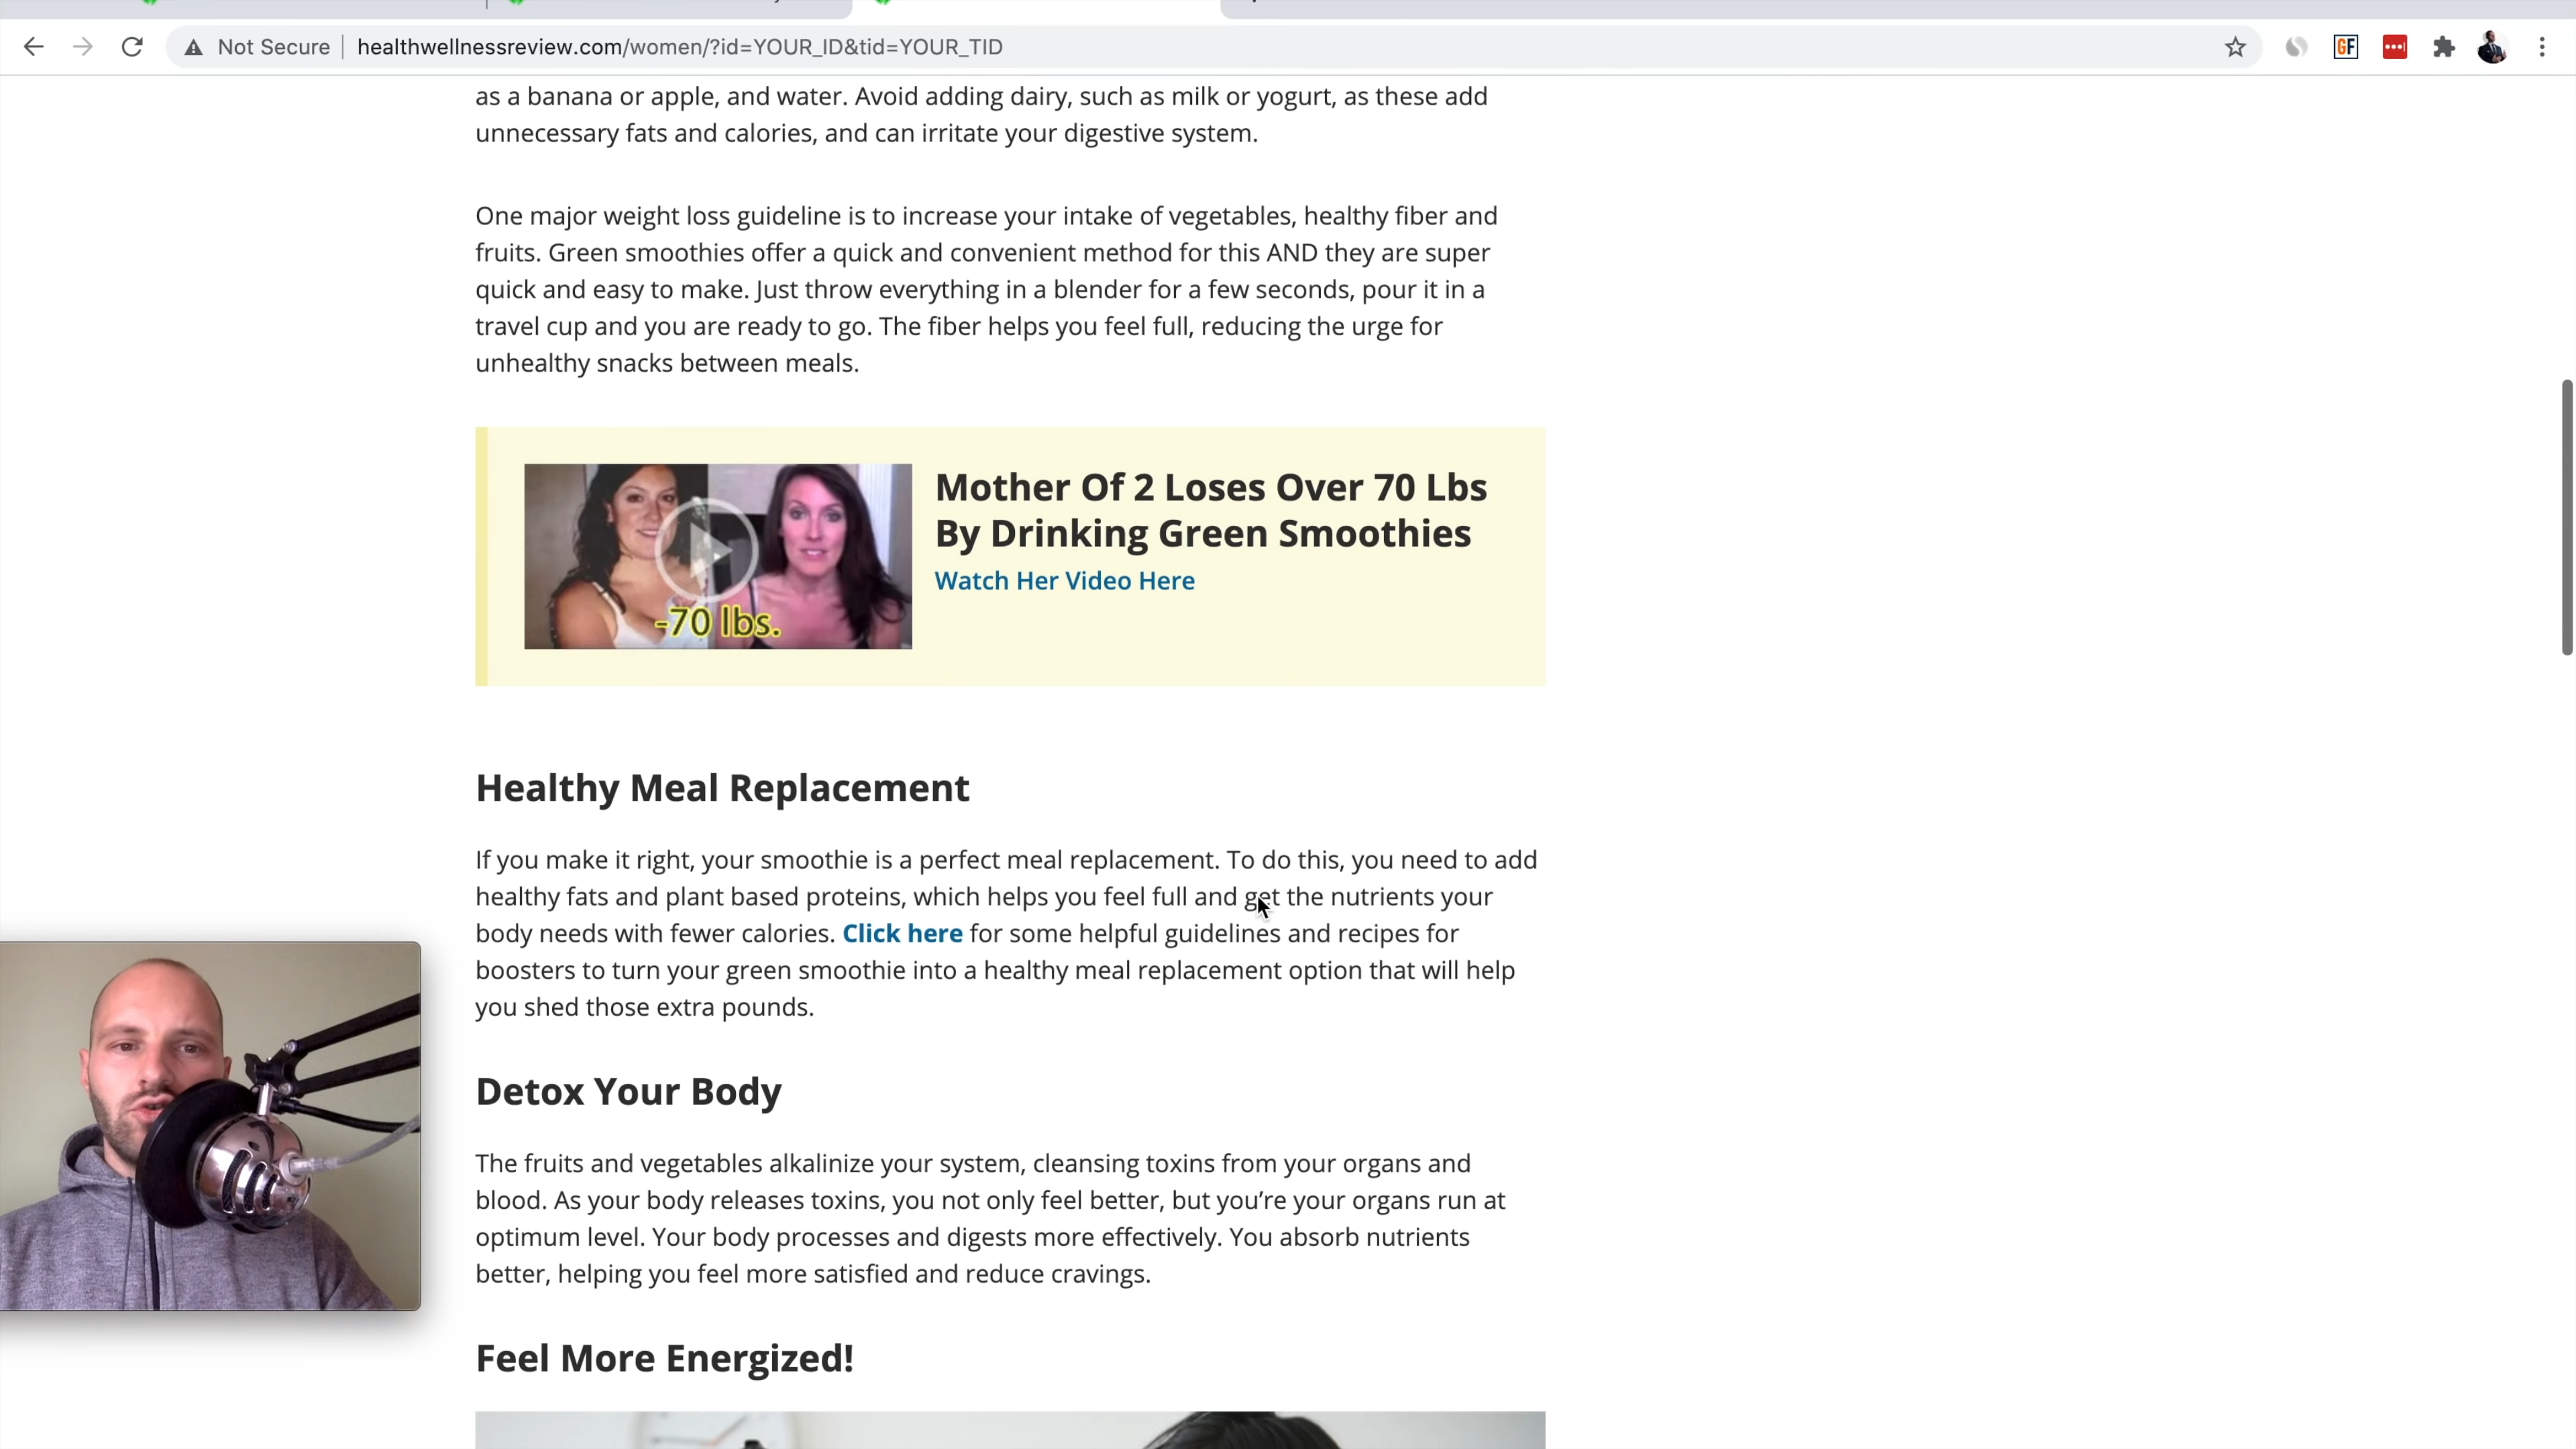 Not Secure
healthwellnessreview.com/women/?id=YOUR_ID&tid=YOUR_TID
GF
as a banana or apple, and water. Avoid adding dairy, such as milk or yogurt, as these add
unnecessary fats and calories, and can irritate your digestive system.
One major weight loss guideline is to increase your intake of vegetables, healthy fiber and
fruits. Green smoothies offer a quick and convenient method for this AND they are super
quick and easy to make. Just throw everything in a blender for a few seconds, pour it in a
travel cup and you are ready to go. The fiber helps you feel full, reducing the urge for
unhealthy snacks between meals.
-70 lbs.
Mother Of 2 Loses Over 70 Lbs
By Drinking Green Smoothies
Watch Her Video Here
Healthy Meal Replacement
If you make it right, your smoothie is a perfect meal replacement. To do this, you need to add
healthy fats and plant based proteins, which helps you feel full and get the nutrients your
body needs with fewer calories. Click here for some helpful guidelines and recipes for
boosters to turn your green smoothie into a healthy meal replacement option that will help
you shed those extra pounds.
Detox Your Body
The fruits and vegetables alkalinize your system, cleansing toxins from your organs and
blood. As your body releases toxins, you not only feel better, but you’re your organs run at
optimum level. Your body processes and digests more effectively. You absorb nutrients
better, helping you feel more satisfied and reduce cravings.
Feel More Energized!